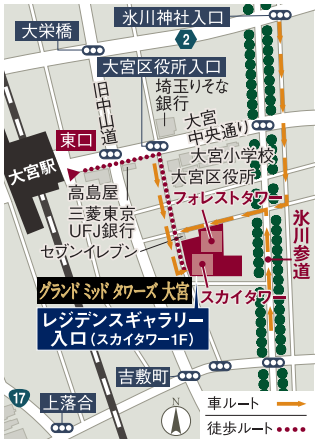 氷川神社入口
大栄橋
2
大宮区役所入口
旧中山道
埼玉りそな
銀行
大宮
中央通り
東口
大宮駅
大宮小学校
大宮区役所
高島屋
三菱東京
UFJ銀行
セブンイレブン
フォレストタワー
氷川参道
スカイタワー
グランド ミッド タワーズ 大宮
レジデンスギャラリー
入口(スカイタワー1F)
吉敷町
17
上落合
N
車ルート
徒歩ルート